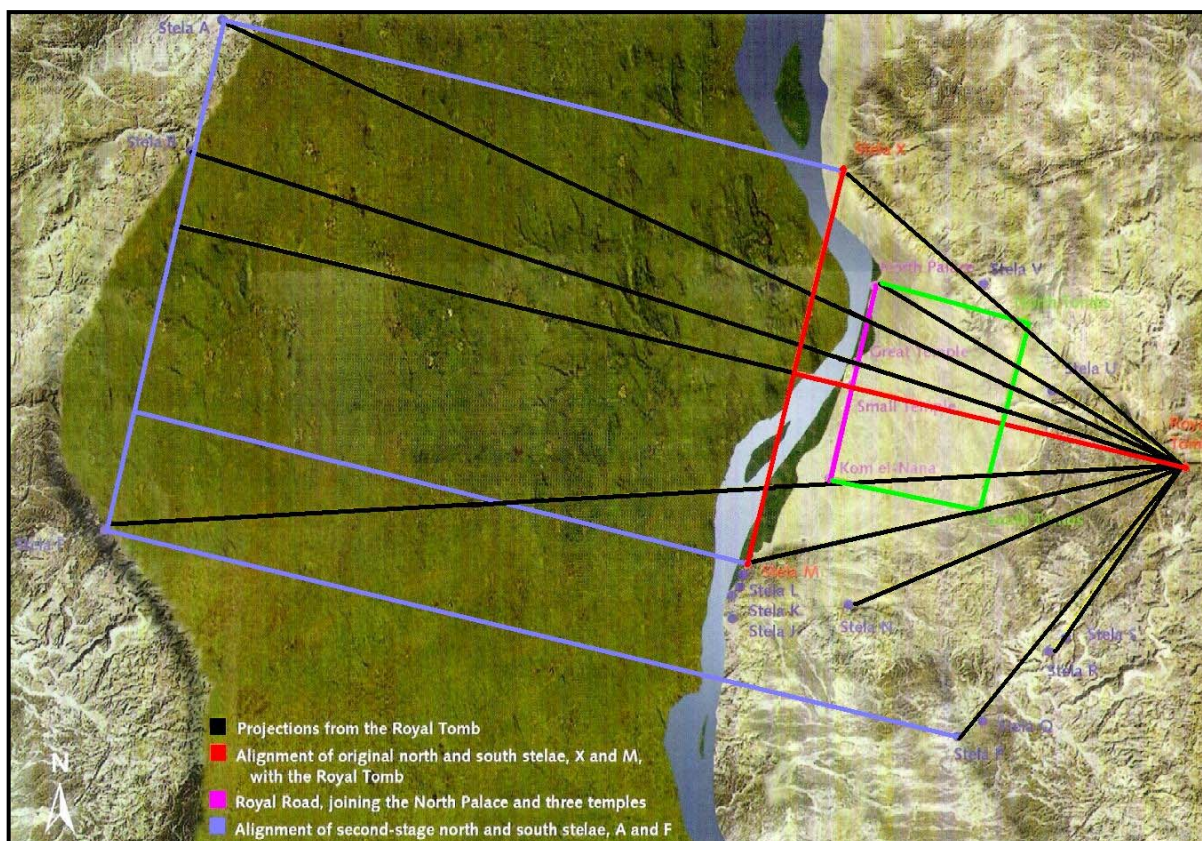 Stela A
Stela X
North Palace
Stela V
North Tombs
Great Temple
Stela U
Small Temple
Kom el-Nana
Stela F
Stela M
Stela L
Stela K
Stela J
Stela N
Stela S
Stela R
Stela Q
Stela P
Projections from the Royal Tomb
Alignment of original north and south stelae, X and M,
with the Royal Tomb
Royal Road, joining the North Palace and three temples
Alignment of second-stage north and south stelae, A and F
N